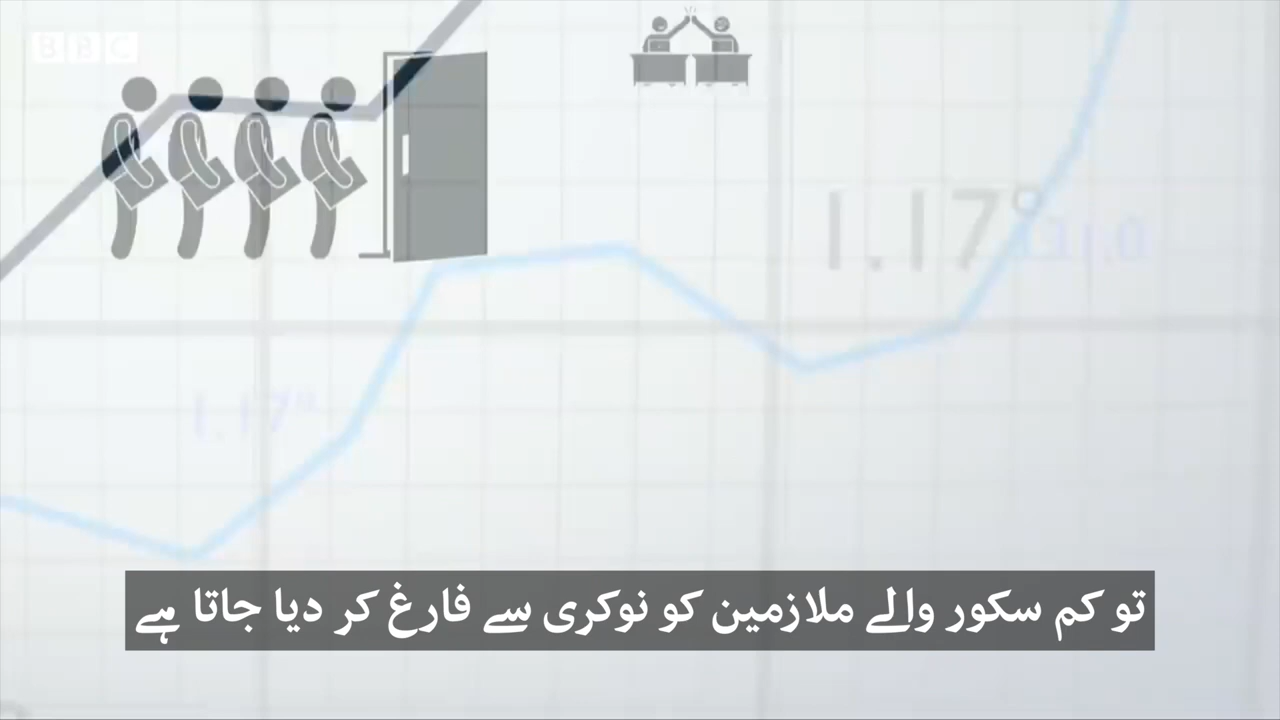 BBC
1.17°
1.17°
تو کم سکور والے ملازمین کو نوکری سے فارغ کر دیا جاتا ہے